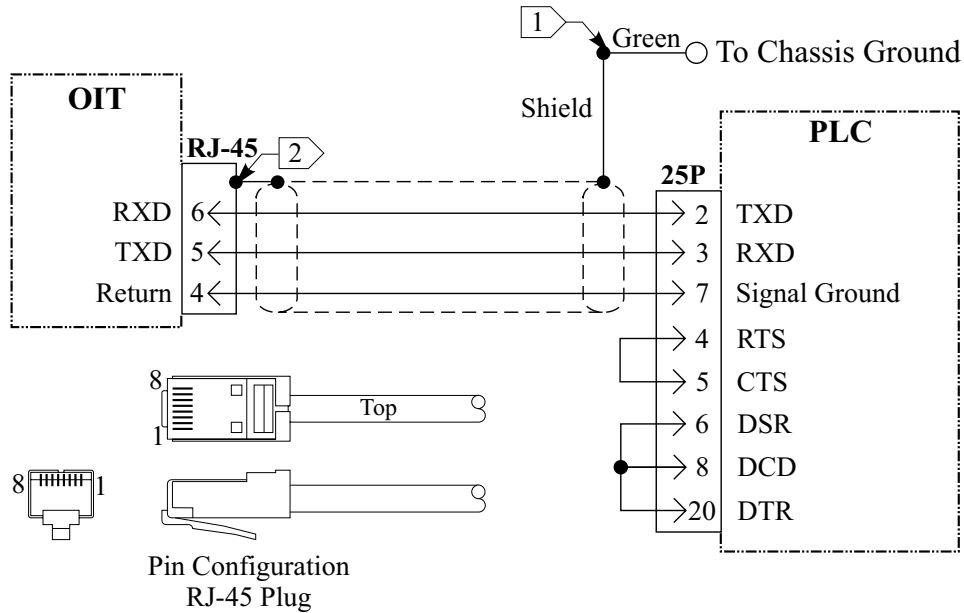 1
Green
To Chassis Ground
Shield
OIT
RJ-45
2
PLC
25P
RXD 6
2 TXD
TXD 5
3 RXD
Return 4
7 Signal Ground
4 RTS
5 CTS
6 DSR
8 DCD
20 DTR
8
1
Top
8
1
Pin Configuration
RJ-45 Plug